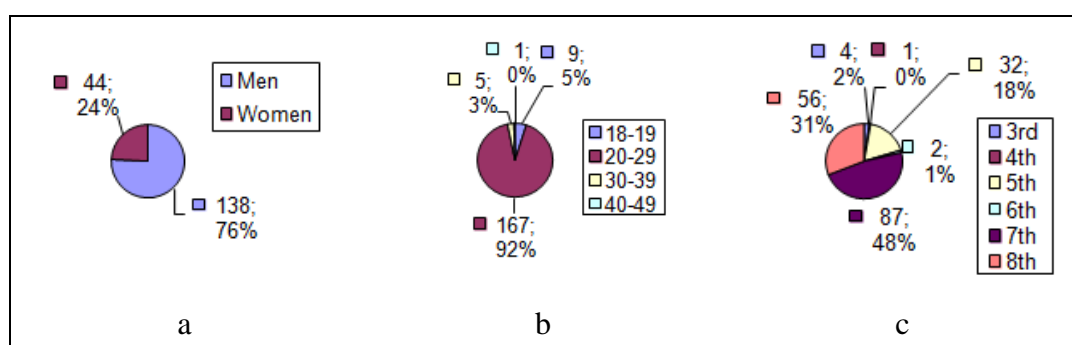 44;
24%
Men
Women
138;
76%
a
1;
0%
9;
5%
5;
3%
18-19
20-29
30-39
40-49
167
92%
b
4;
2%
1;
0%
32;
18%
56;
31%
2;
1%
87;
48%
3rd
4th
5th
6th
7th
8th
c